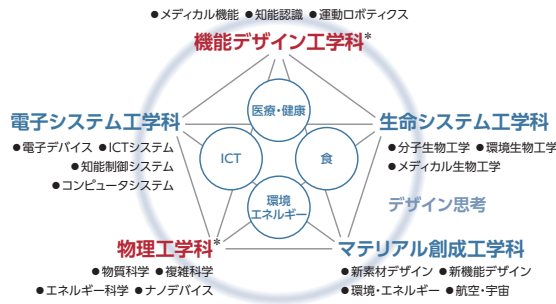 ●メディカル機能 ●知能認識 ●運動ロボティクス
機能デザイン工学科*
医療・健康
電子システム工学科
●電子デバイス ●ICTシステム
●知能制御システム
●コンピュータシステム
生命システム工学科
●分子生物工学 ●環境生物工学
●メディカル生物工学
ICT
食
環境
エネルギー
デザイン思考
物理工学科*
●物質科学 ●複雑科学
●エネルギー科学 ●ナノデバイス
マテリアル創成工学科
●新素材デザイン ●新機能デザイン
●環境・エネルギー ●航空・宇宙